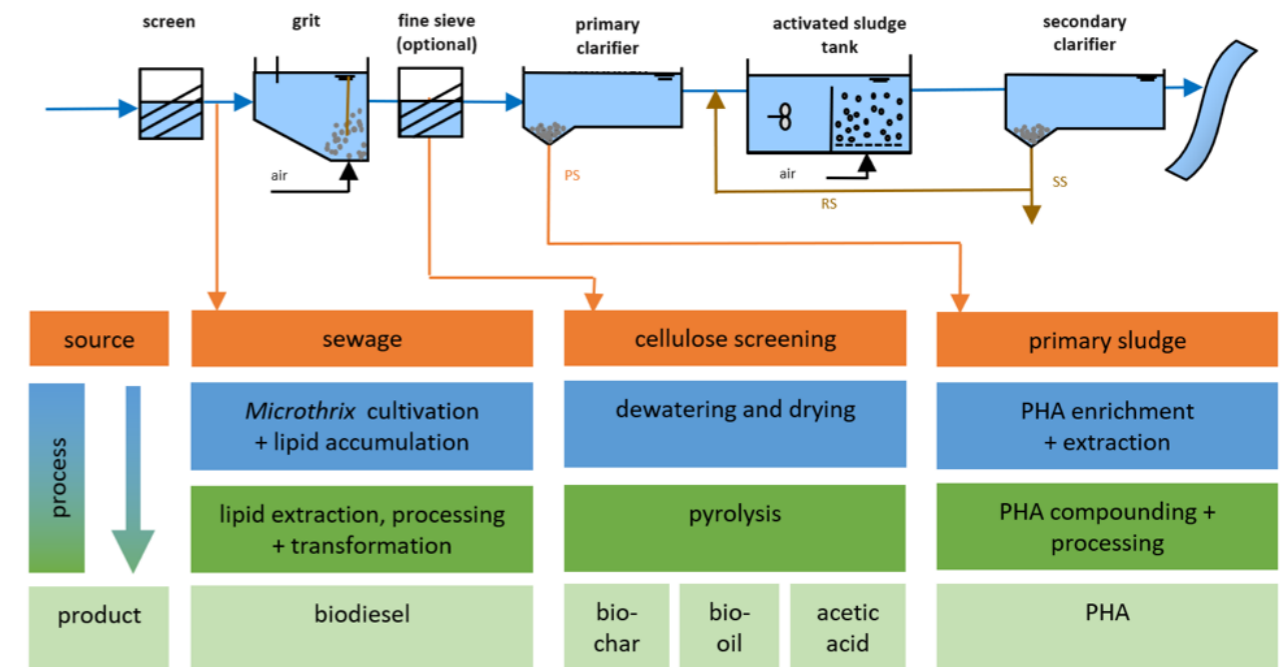 screen
grit
fine sieve
(optional)
primary
clarifier
activated sludge
tank
secondary
clarifier
air
PS
air
RS
SS
source
sewage
cellulose screening
primary sludge
process
Microthrix cultivation
+ lipid accumulation
dewatering and drying
PHA enrichment
+ extraction
lipid extraction, processing
+ transformation
pyrolysis
PHA compounding +
processing
product
biodiesel
bio-
char
bio-
oil
acetic
acid
PHA